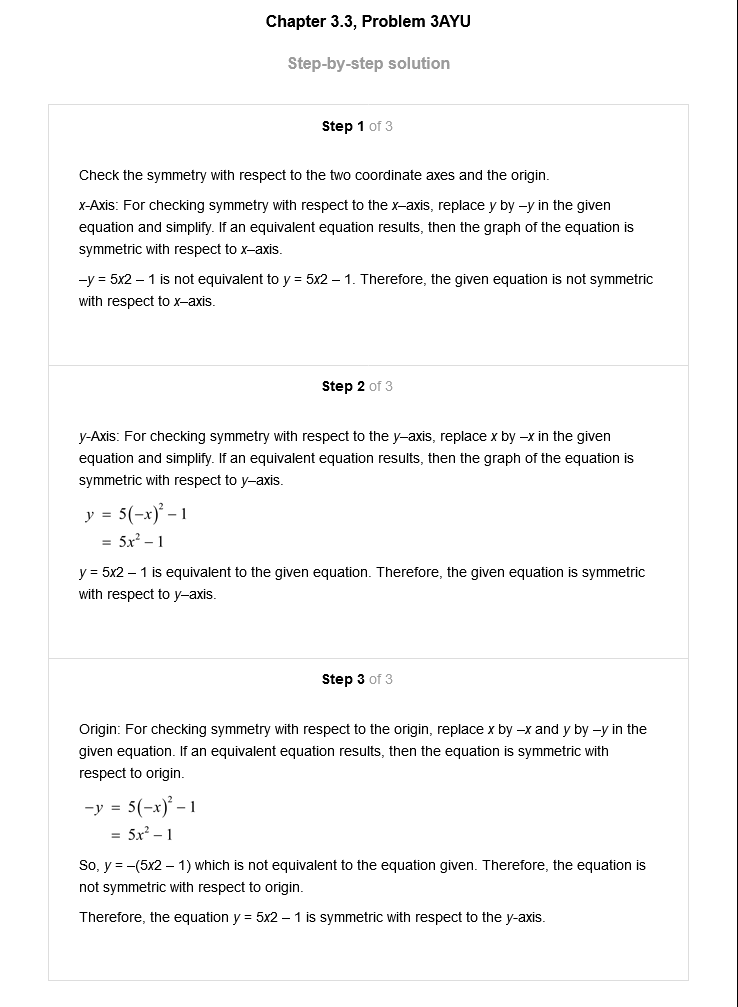 Chapter 3.3, Problem 3AYU
Step-by-step solution
Step 1 of 3
Check the symmetry with respect to the two coordinate axes and the origin.
x-Axis: For checking symmetry with respect to the x–axis, replace y by –y in the given
equation and simplify. If an equivalent equation results, then the graph of the equation is
symmetric with respect to x–axis.
–y = 5x2 – 1 is not equivalent to y = 5x2 – 1. Therefore, the given equation is not symmetric
with respect to x–axis.
Step 2 of 3
y-Axis: For checking symmetry with respect to the y–axis, replace x by –x in the given
equation and simplify. If an equivalent equation results, then the graph of the equation is
symmetric with respect to y–axis.
y = 5(−x)² − 1
= 5x² − 1
y = 5x2 – 1 is equivalent to the given equation. Therefore, the given equation is symmetric
with respect to y–axis.
Step 3 of 3
Origin: For checking symmetry with respect to the origin, replace x by –x and y by –y in the
given equation. If an equivalent equation results, then the equation is symmetric with
respect to origin.
−y = 5(−x)² − 1
= 5x² − 1
So, y = –(5x2 – 1) which is not equivalent to the equation given. Therefore, the equation is
not symmetric with respect to origin.
Therefore, the equation y = 5x2 – 1 is symmetric with respect to the y-axis.